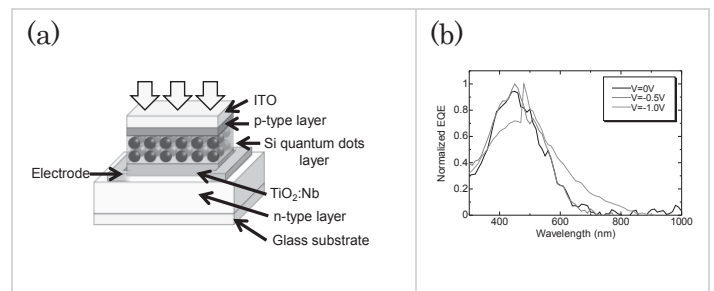 (a)
ITO
p-type layer
Si quantum dots
layer
Electrode
TiO2:Nb
n-type layer
Glass substrate
(b)
Normalized EQE
1
0.8
0.6
0.4
0.2
0
V=0V
V=-0.5V
V=-1.0V
400
600
800
1000
Wavelength (nm)